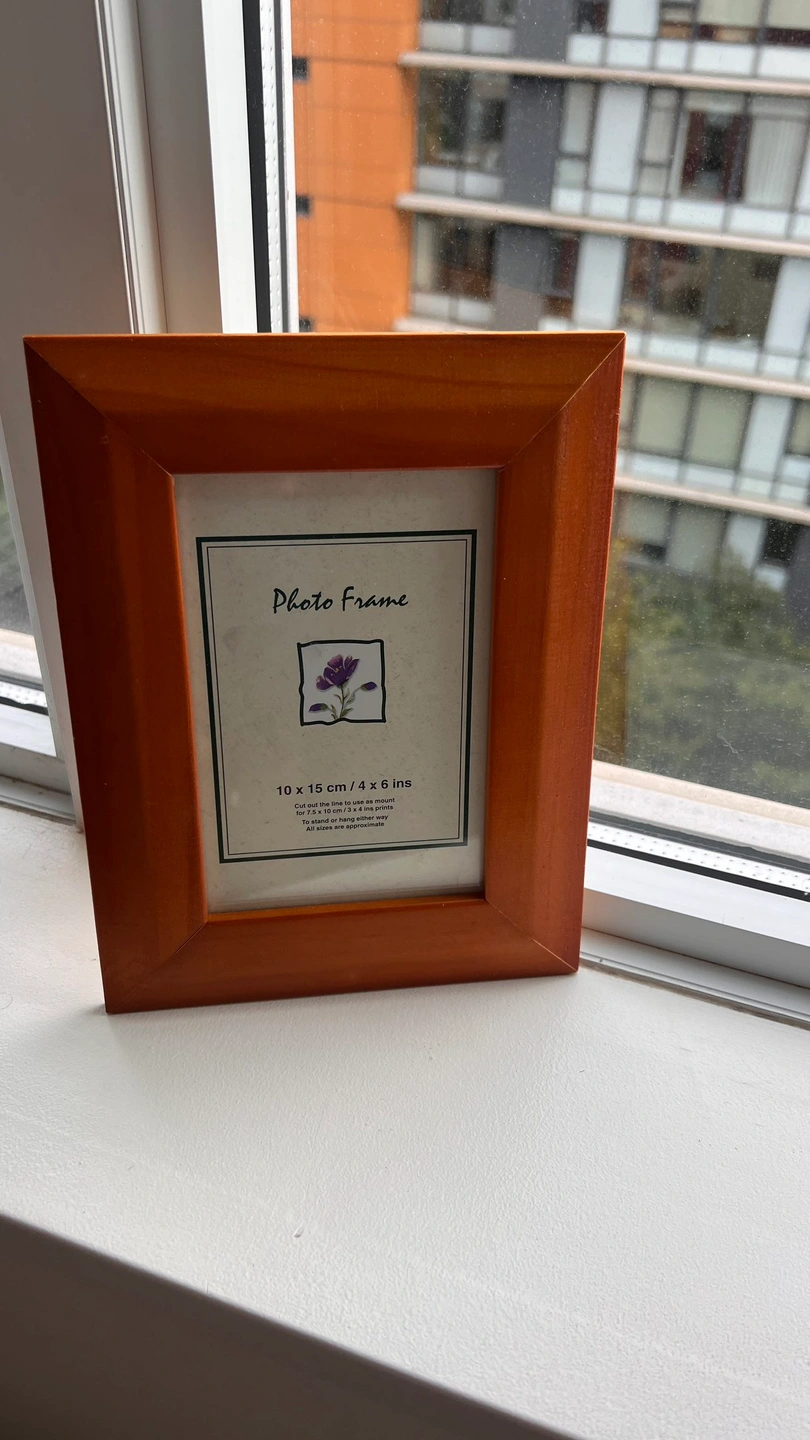 Photo Frame
10 x 15 cm / 4 x 6 ins
Cut out the line to use as mount
for 7.5 x 10 cm / 3 x 4 ins prints
To stand or hang either way
All sizes are approximate